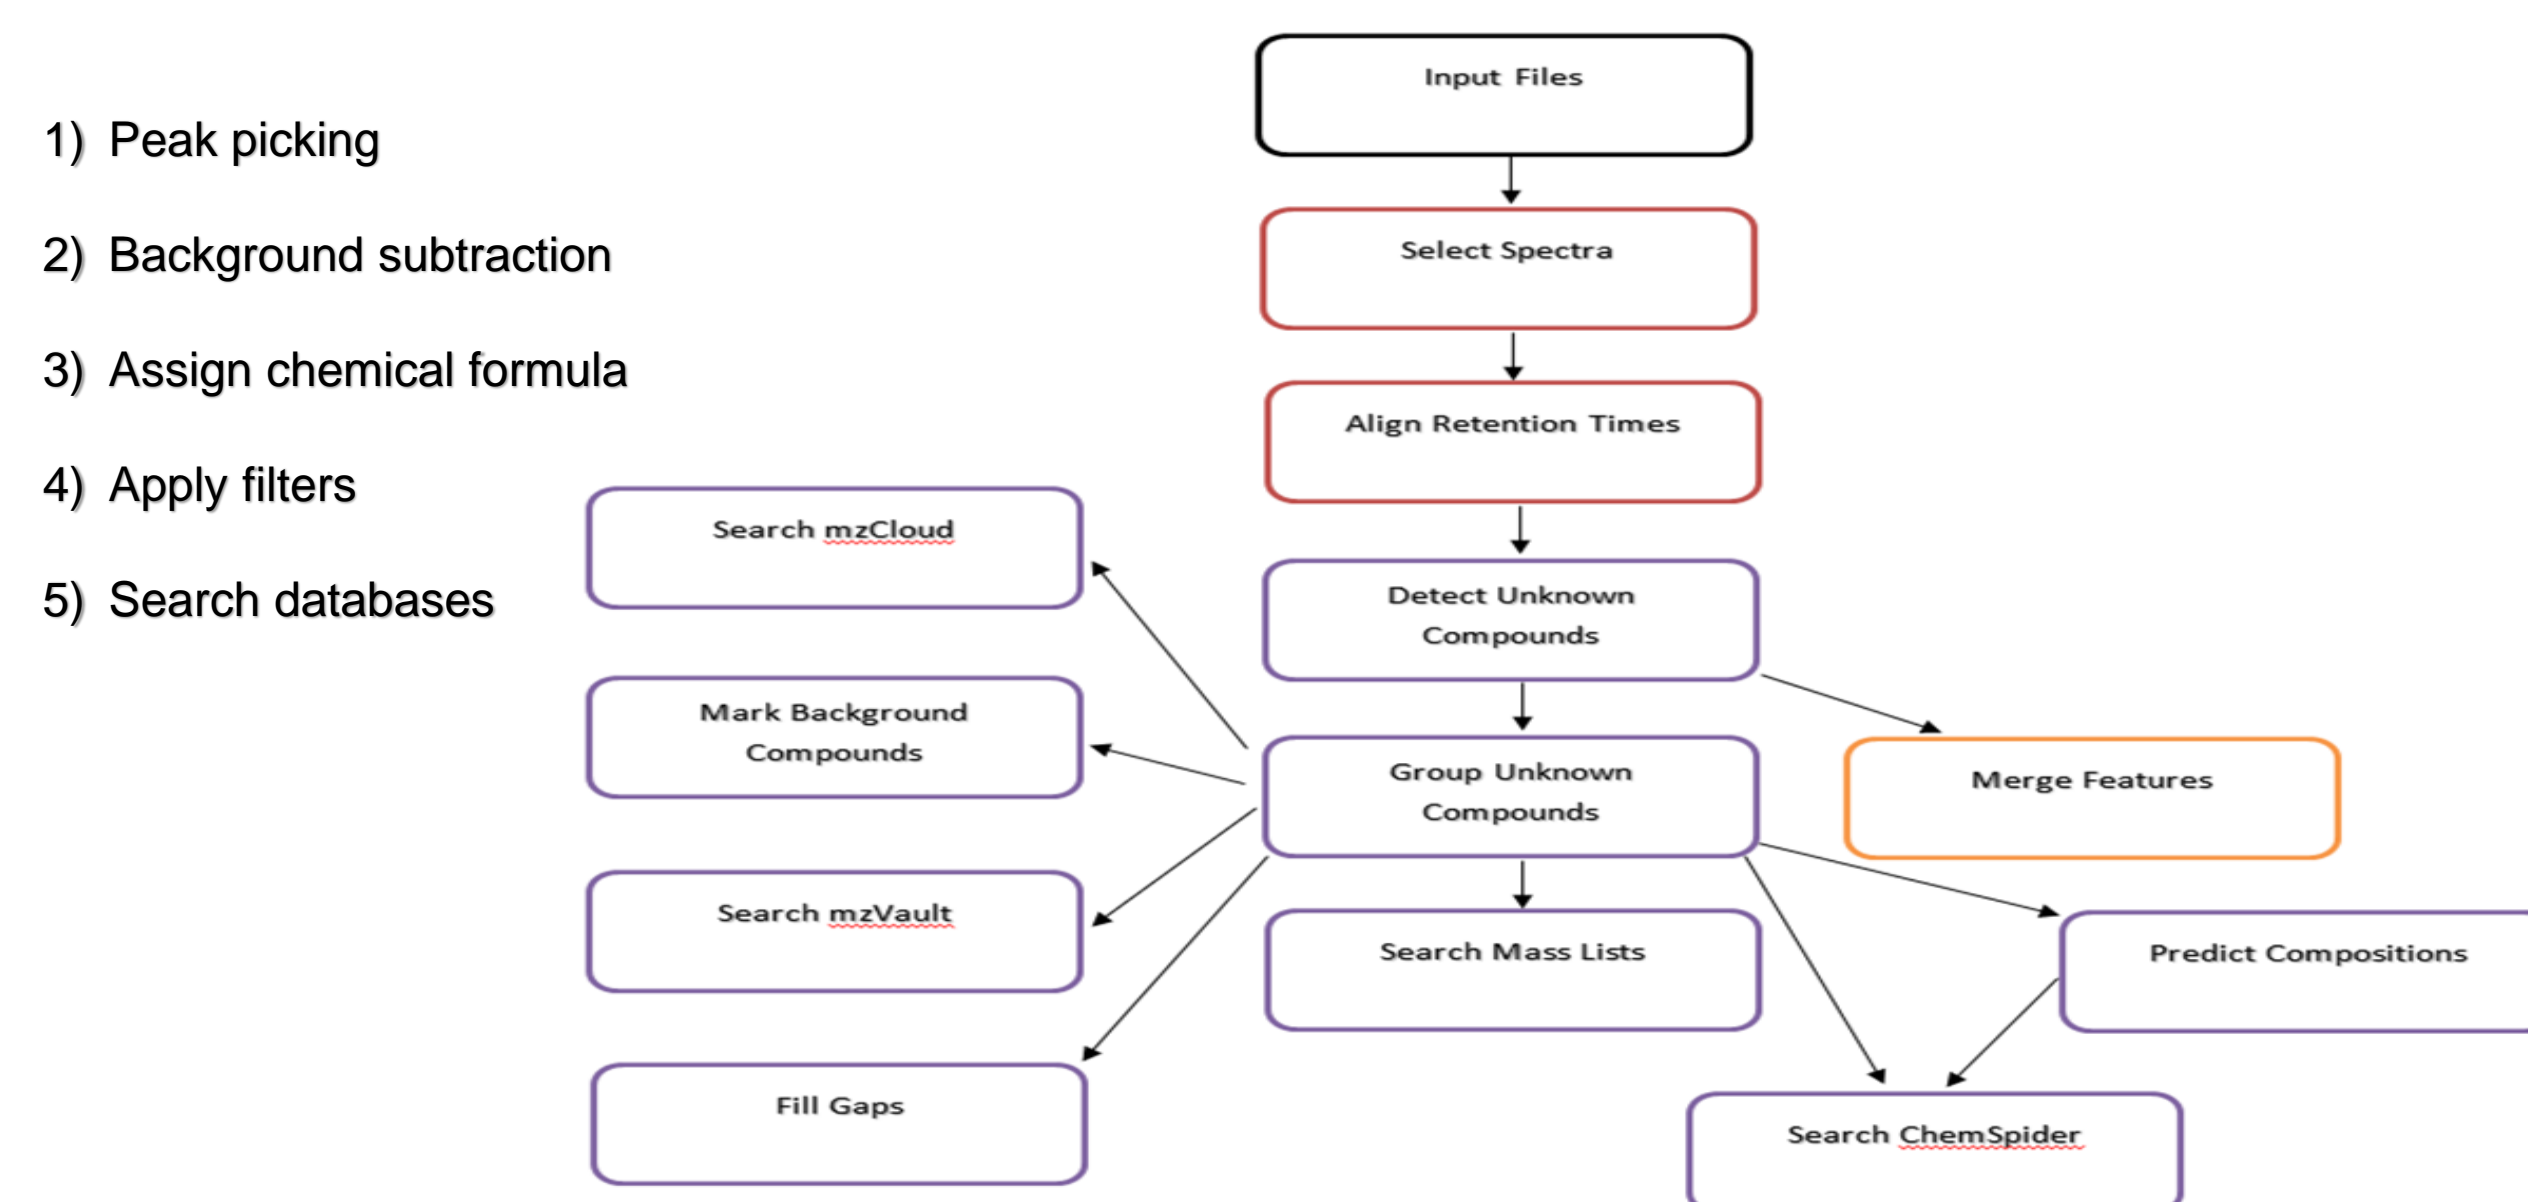 1) Peak picking
2) Background subtraction
3) Assign chemical formula
4) Apply filters
5) Search databases
Input Files
Select Spectra
Align Retention Times
Detect Unknown
Compounds
Group Unknown
Compounds
Merge Features
Search mzCloud
Mark Background
Compounds
Search mzVault
Fill Gaps
Search Mass Lists
Predict Compositions
Search ChemSpider